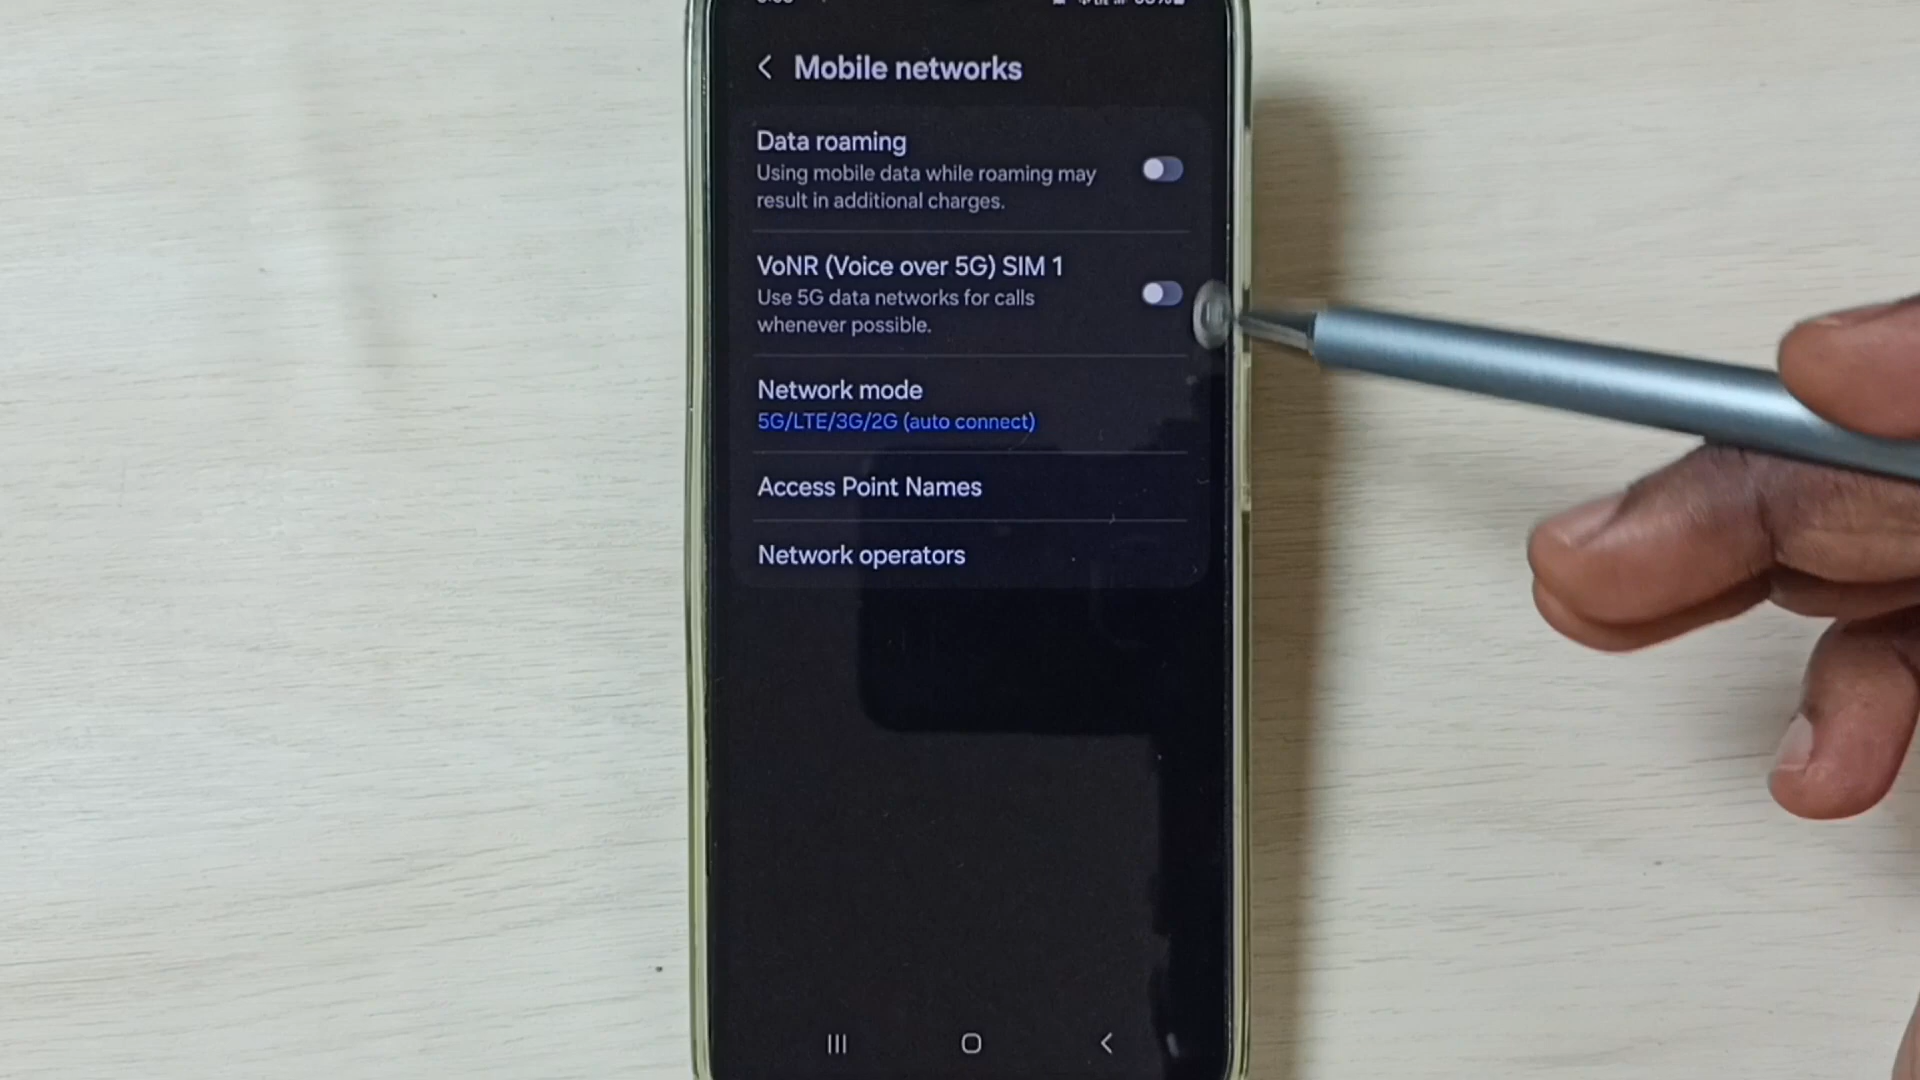 Mobile networks
Data roaming
Using mobile data while roaming may
result in additional charges.
VoNR (Voice over 5G) SIM 1
Use 5G data networks for calls
whenever possible.
Network mode
5G/LTE/3G/2G (auto connect)
Access Point Names
Network operators